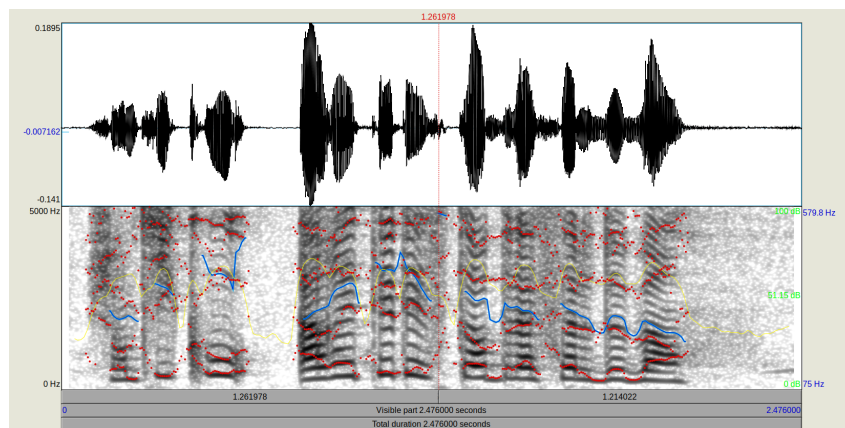 1.261978
0.1895
-0.007162
-0.141
5000 Hz
100 dB 579.8 Hz
51.15 dB
0 Hz
0 dB 75 Hz
1.261978 1.214022
0 Visible part 2.476000 seconds 2.476000
Total duration 2.476000 seconds